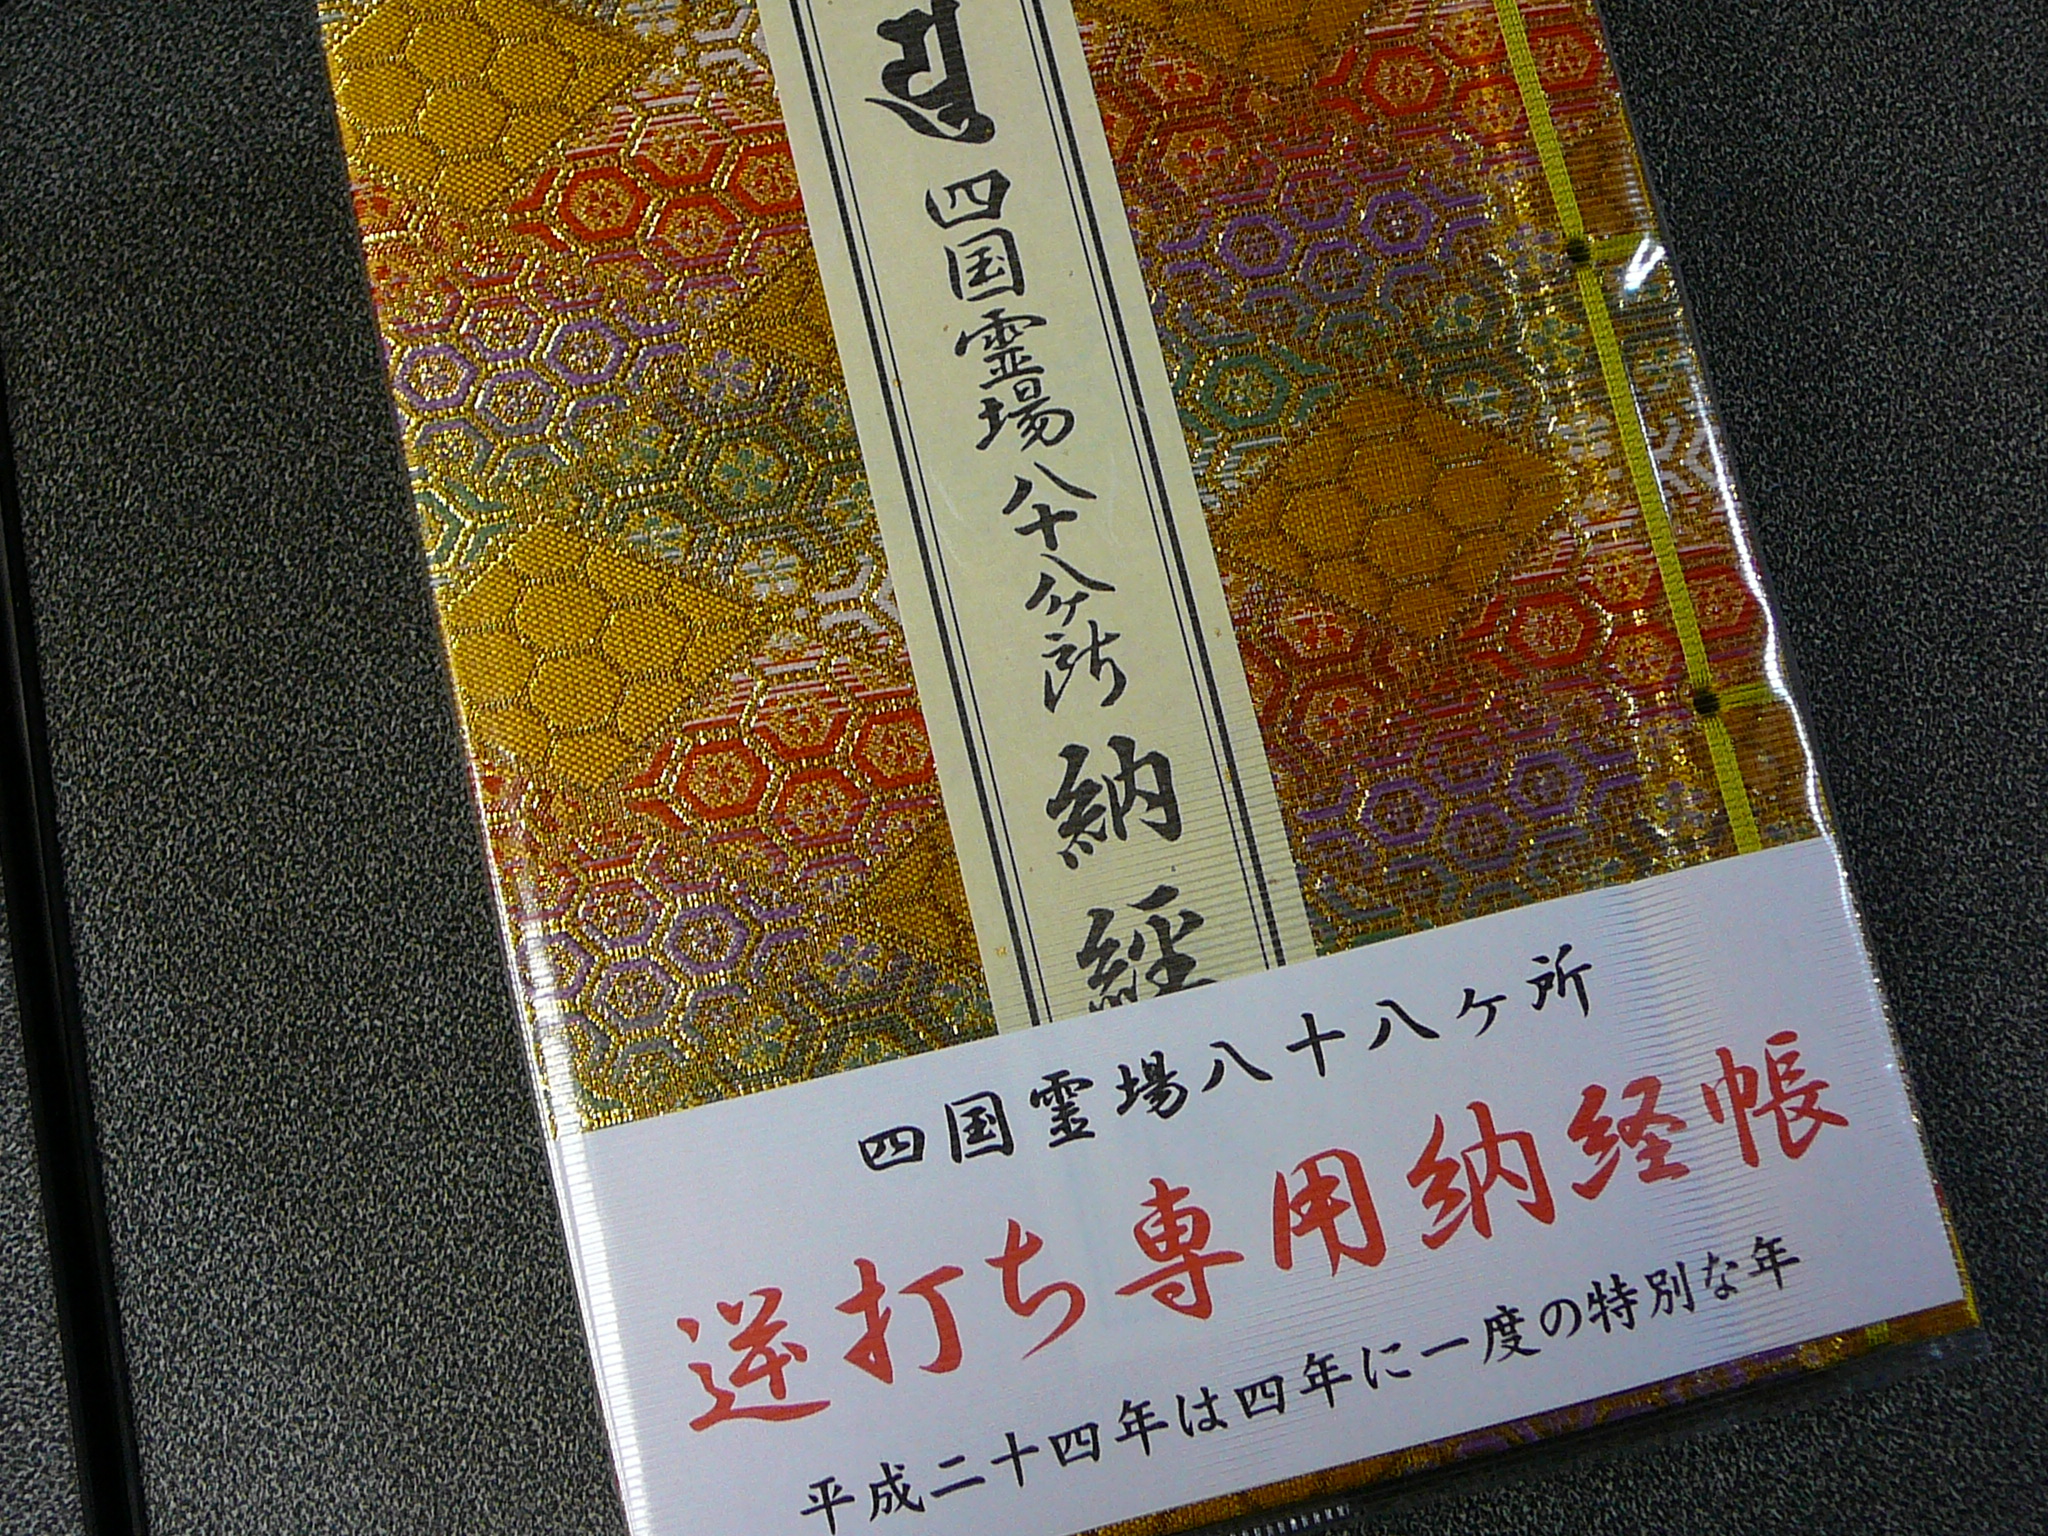 四国霊場八十八ヶ所納経
四国霊場八十八ヶ所
逆打ち専用納経帳
平成二十四年は四年に一度の特別な年